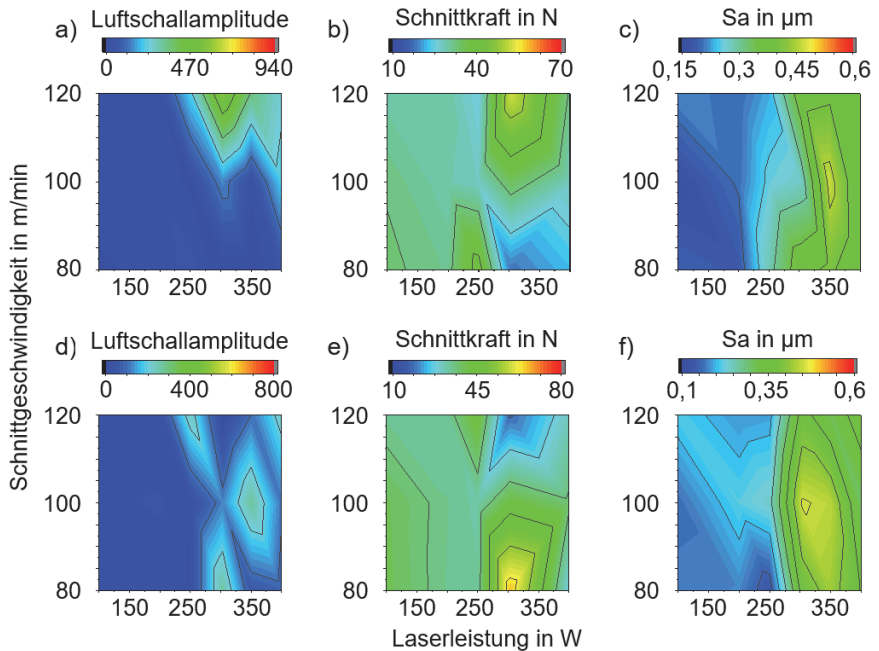 a) Luftschallamplitude
0 470 940
b) Schnittkraft in N
10 40 70
c) Sa in µm
0,15 0,3 0,45 0,6
120
100
80
150 250 350
120
100
80
150 250 350
120
100
80
150 250 350
Schnittgeschwindigkeit in m/min
d) Luftschallamplitude
0 400 800
e) Schnittkraft in N
10 45 80
f) Sa in µm
0,1 0,35 0,6
120
100
80
150 250 350
120
100
80
150 250 350
120
100
80
150 250 350
Laserleistung in W